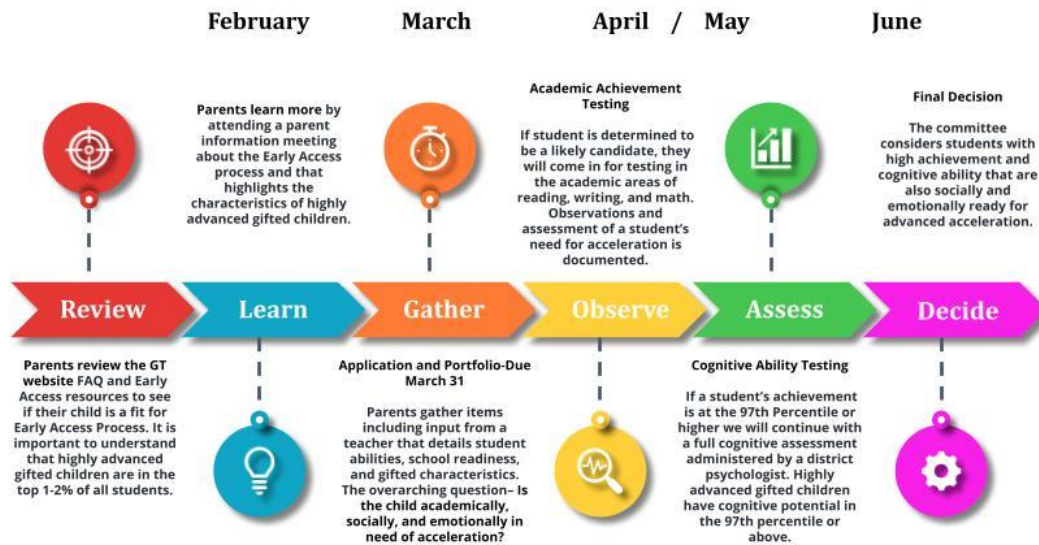 February
March
April / May
June
Parents learn more by
attending a parent
information meeting
about the Early Access
process and that
highlights the
characteristics of highly
advanced gifted children.
Academic Achievement
Testing
If student is determined to
be a likely candidate, they
will come in for testing in
the academic areas of
reading, writing, and math.
Observations and
assessment of a student's
need for acceleration is
documented.
Final Decision
The committee
considers students with
high achievement and
cognitive ability that are
also socially and
emotionally ready for
advanced acceleration.
Review
Learn
Gather
Observe
Assess
Decide
Parents review the GT
website FAQ and Early
Access resources to see
if their child is a fit for
Early Access Process. It is
important to understand
that highly advanced
gifted children are in the
top 1-2% of all students.
Application and Portfolio-Due
March 31
Parents gather items
including input from a
teacher that details student
abilities, school readiness,
and gifted characteristics.
The overarching question– Is
the child academically,
socially, and emotionally in
need of acceleration?
Cognitive Ability Testing
If a student's achievement
is at the 97th Percentile or
higher we will continue with
a full cognitive assessment
administered by a district
psychologist. Highly
advanced gifted children
have cognitive potential in
the 97th percentile or
above.